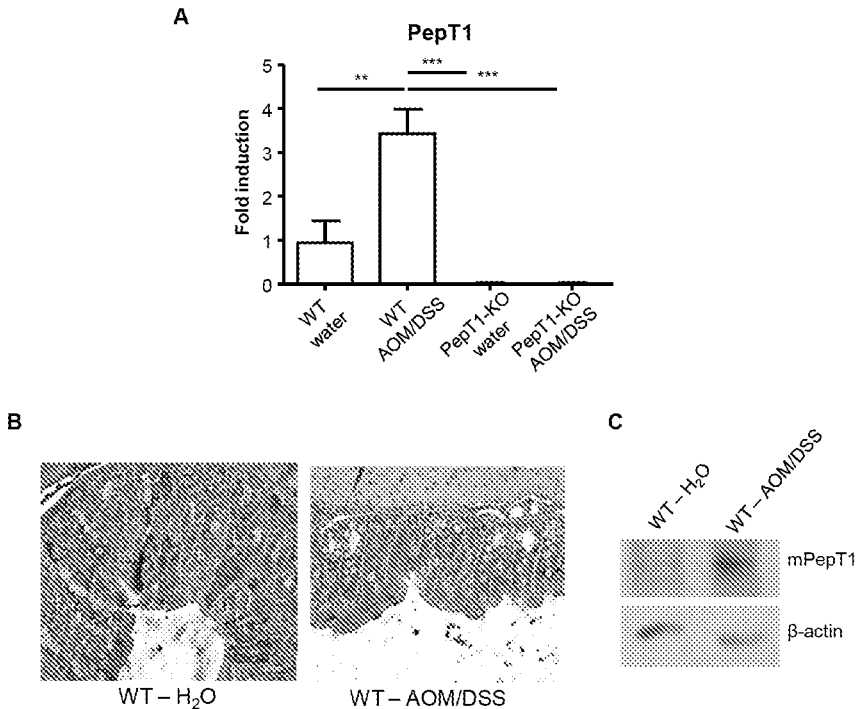 A
PepT1
***
**
***
5
4
3
2
1
0
Fold induction
WT
water
WT
AOM/DSS
PepT1-KO
water
PepT1-KO
AOM/DSS
B
WT – H₂O
WT – AOM/DSS
C
WT – H₂O
WT – AOM/DSS
mPepT1
β-actin